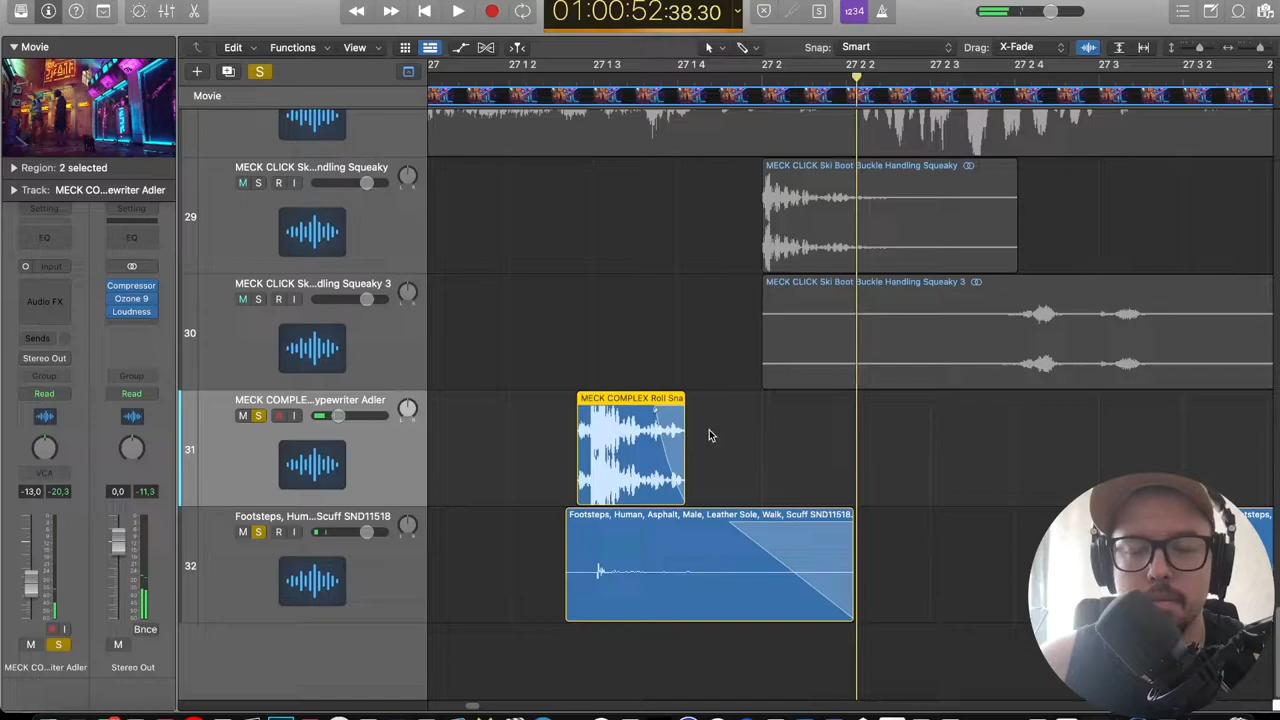 01:00:52:38.30
1234
Movie
Edit
Functions
View
Snap:
Smart
Drag:
X-Fade
S
27
27 1 2
27 1 3
27 1 4
27 2
27 2 2
27 2 3
27 2 4
27 3
27 3 2
Movie
Region: 2 selected
Track: MECK CO...ewriter Adler
Setting...
Setting
EQ
EQ
Input
Audio FX
Compressor
Ozone 9
Loudness
Sends
Stereo Out
Group
Group
Read
Read
VCA
-13,0
-20,3
0,0
-11,3
Bnce
M
S
M
MECK CO...iter Adler
Stereo Out
29
MECK CLICK Sk...ndling Squeaky
M S R I
MECK CLICK Ski Boot Buckle Handling Squeaky
30
MECK CLICK Sk...dling Squeaky 3
M S R I
MECK CLICK Ski Boot Buckle Handling Squeaky 3
31
MECK COMPLE...ypewriter Adler
M S R I
MECK COMPLEX Roll Sna
32
Footsteps, Hum...Scuff SND11518
M S R I
Footsteps, Human, Asphalt, Male, Leather Sole, Walk, Scuff SND11518.